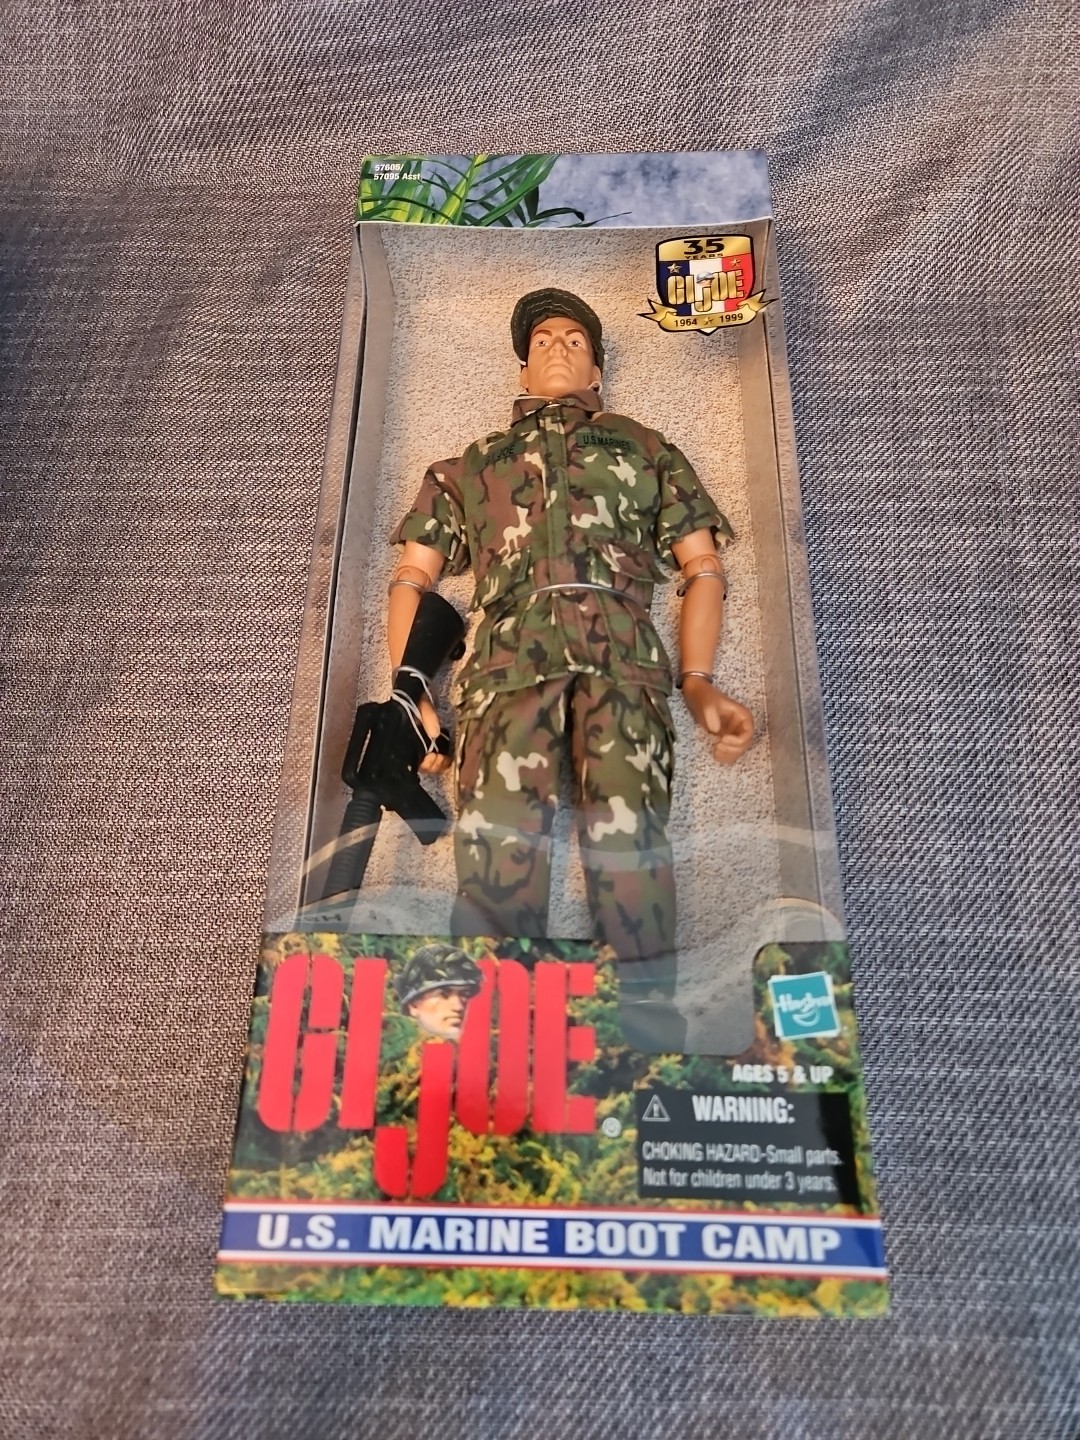 57605/
57095 Asst
35
YEARS
GI JOE
1964 1999
G.I. JOE
U.S. MARINES
GI JOE®
Hasbro
AGES 5 & UP
WARNING:
CHOKING HAZARD-Small parts.
Not for children under 3 years.
U.S. MARINE BOOT CAMP